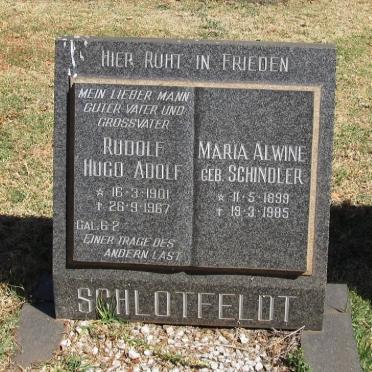 HIER RUHT IN FRIEDEN
MEIN LIEBER MANN
GUTER VATER UND
GROSSVATER
RUDOLF
HUGO ADOLF
* 16-3-1901
† 26-9-1967
GAL. 6-2
EINER TRAGE DES
ANDERN LAST
MARIA ALWINE
GEB. SCHINDLER
* 11-5-1899
† 19-3-1985
SCHLOTFELDT